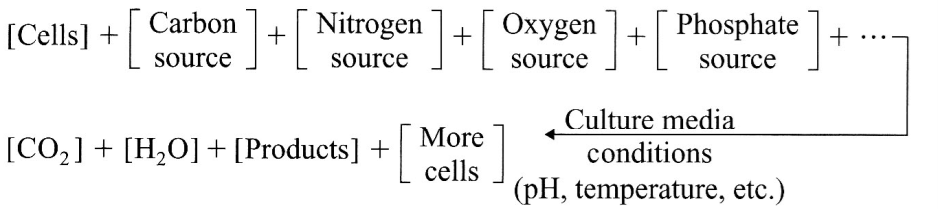 [Cells] + [Carbon source] + [Nitrogen source] + [Oxygen source] + [Phosphate source] + ···
Culture media
conditions
(pH, temperature, etc.)
[CO₂] + [H₂O] + [Products] + [More cells]